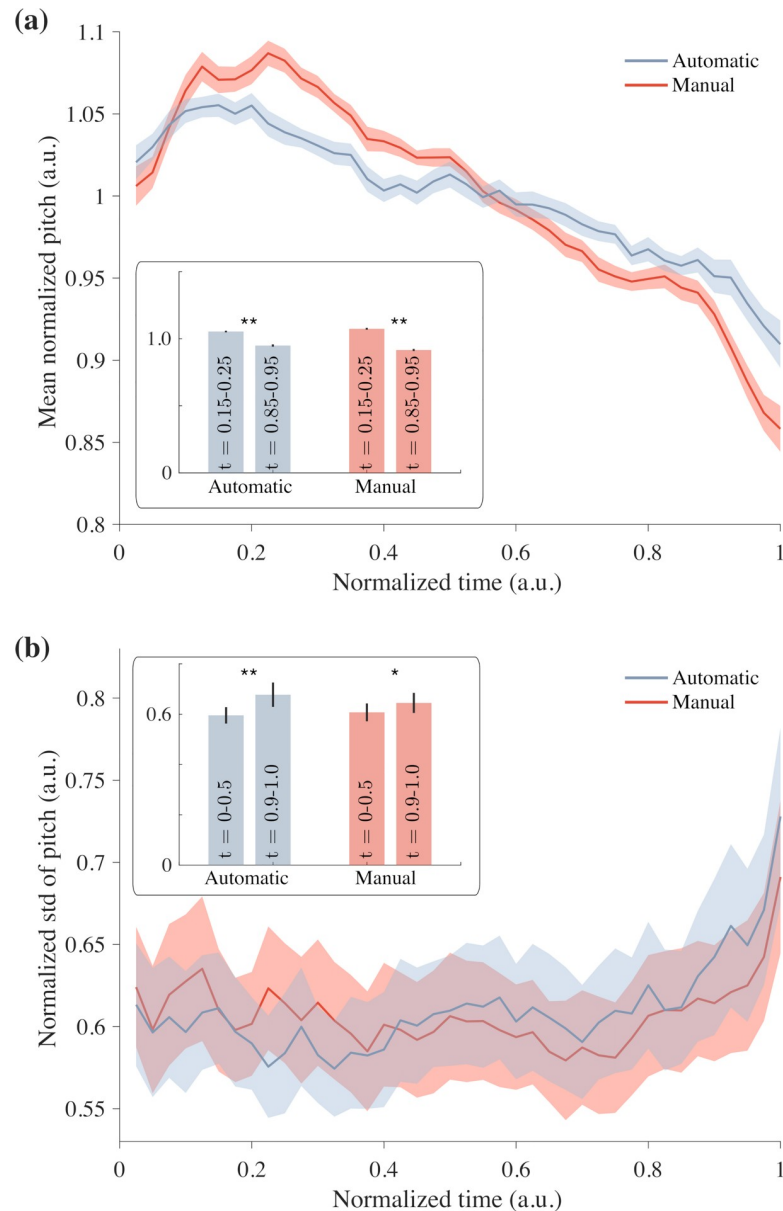 (a)
Mean normalized pitch (a.u.)
1.1
1.05
1
0.95
0.9
0.85
0.8
Automatic
Manual
1.0
0
**
**
t = 0.15-0.25
t = 0.85-0.95
t = 0.15-0.25
t = 0.85-0.95
Automatic
Manual
0
0.2
0.4
0.6
0.8
1
Normalized time (a.u.)
(b)
Normalized std of pitch (a.u.)
0.8
0.75
0.7
0.65
0.6
0.55
Automatic
Manual
0.6
0
**
*
t = 0-0.5
t = 0.9-1.0
t = 0-0.5
t = 0.9-1.0
Automatic
Manual
0
0.2
0.4
0.6
0.8
1
Normalized time (a.u.)